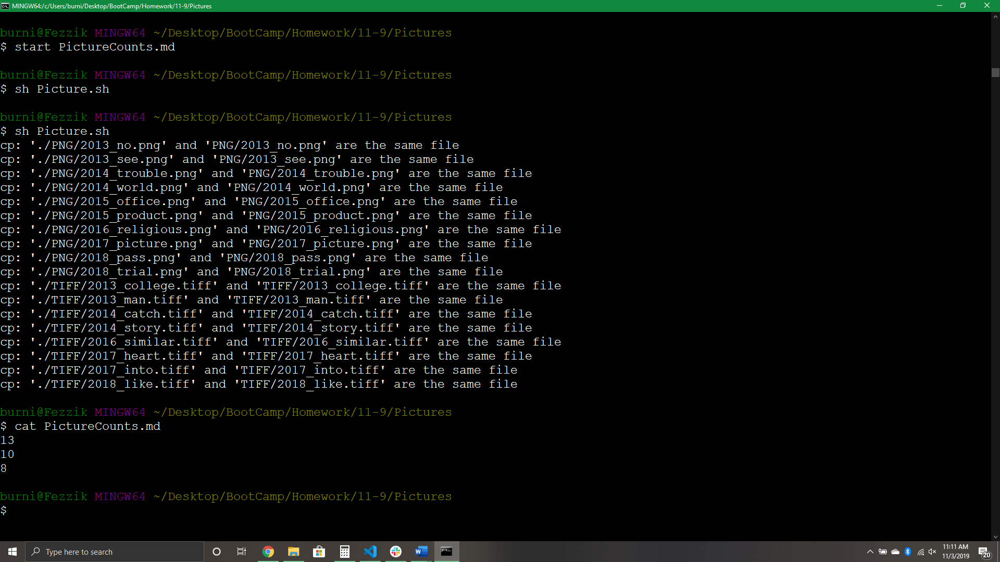 MINGW64:/c/Users/burni/Desktop/BootCamp/Homework/11-9/Pictures
burni@Fezzik MINGW64 ~/Desktop/BootCamp/Homework/11-9/Pictures
$ start PictureCounts.md
burni@Fezzik MINGW64 ~/Desktop/BootCamp/Homework/11-9/Pictures
$ sh Picture.sh
burni@Fezzik MINGW64 ~/Desktop/BootCamp/Homework/11-9/Pictures
$ sh Picture.sh
cp: './PNG/2013_no.png' and 'PNG/2013_no.png' are the same file
cp: './PNG/2013_see.png' and 'PNG/2013_see.png' are the same file
cp: './PNG/2014_trouble.png' and 'PNG/2014_trouble.png' are the same file
cp: './PNG/2014_world.png' and 'PNG/2014_world.png' are the same file
cp: './PNG/2015_office.png' and 'PNG/2015_office.png' are the same file
cp: './PNG/2015_product.png' and 'PNG/2015_product.png' are the same file
cp: './PNG/2016_religious.png' and 'PNG/2016_religious.png' are the same file
cp: './PNG/2017_picture.png' and 'PNG/2017_picture.png' are the same file
cp: './PNG/2018_pass.png' and 'PNG/2018_pass.png' are the same file
cp: './PNG/2018_trial.png' and 'PNG/2018_trial.png' are the same file
cp: './TIFF/2013_college.tiff' and 'TIFF/2013_college.tiff' are the same file
cp: './TIFF/2013_man.tiff' and 'TIFF/2013_man.tiff' are the same file
cp: './TIFF/2014_catch.tiff' and 'TIFF/2014_catch.tiff' are the same file
cp: './TIFF/2014_story.tiff' and 'TIFF/2014_story.tiff' are the same file
cp: './TIFF/2016_similar.tiff' and 'TIFF/2016_similar.tiff' are the same file
cp: './TIFF/2017_heart.tiff' and 'TIFF/2017_heart.tiff' are the same file
cp: './TIFF/2017_into.tiff' and 'TIFF/2017_into.tiff' are the same file
cp: './TIFF/2018_like.tiff' and 'TIFF/2018_like.tiff' are the same file
burni@Fezzik MINGW64 ~/Desktop/BootCamp/Homework/11-9/Pictures
$ cat PictureCounts.md
13
10
8
burni@Fezzik MINGW64 ~/Desktop/BootCamp/Homework/11-9/Pictures
$
Type here to search
11:11 AM
11/3/2019
20